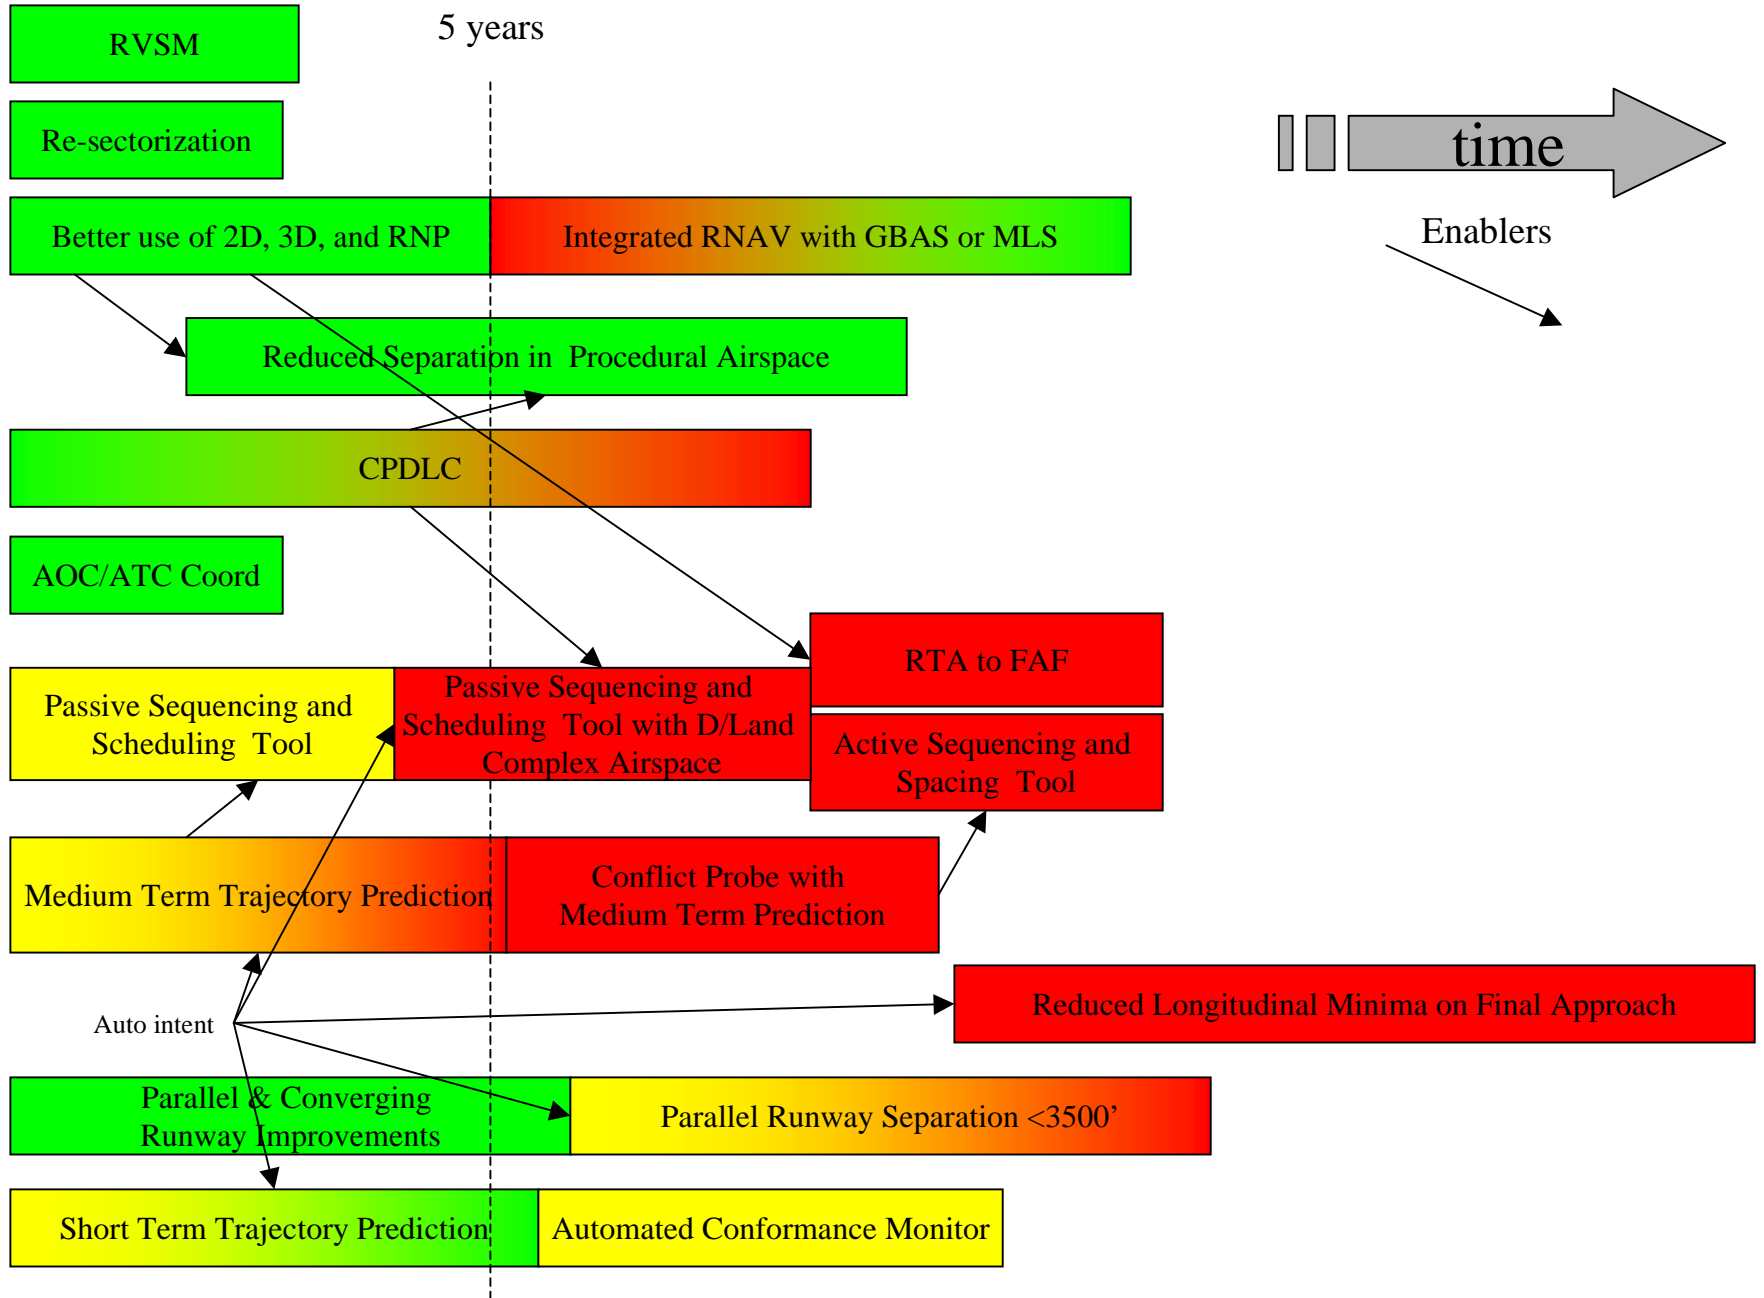 RVSM
5 years
Re-sectorization
time
Better use of 2D, 3D, and RNP
Integrated RNAV with GBAS or MLS
Enablers
Reduced Separation in Procedural Airspace
CPDLC
AOC/ATC Coord
RTA to FAF
Passive Sequencing and
Scheduling Tool
Passive Sequencing and
Scheduling Tool with D/Land
Complex Airspace
Active Sequencing and
Spacing Tool
Medium Term Trajectory Prediction
Conflict Probe with
Medium Term Prediction
Reduced Longitudinal Minima on Final Approach
Auto intent
Parallel & Converging
Runway Improvements
Parallel Runway Separation <3500’
Short Term Trajectory Prediction
Automated Conformance Monitor